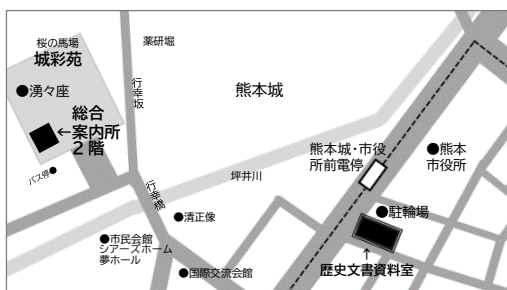 桜の馬場
城彩苑
●湧々座
総合
←案内所
2階
バス停●
薬研堀
行幸坂
行幸橋
熊本城
坪井川
●清正像
●市民会館
シアーズホーム
夢ホール
●国際交流会館
熊本城・市役
所前電停
●熊本
市役所
●駐輪場
↑
歴史文書資料室